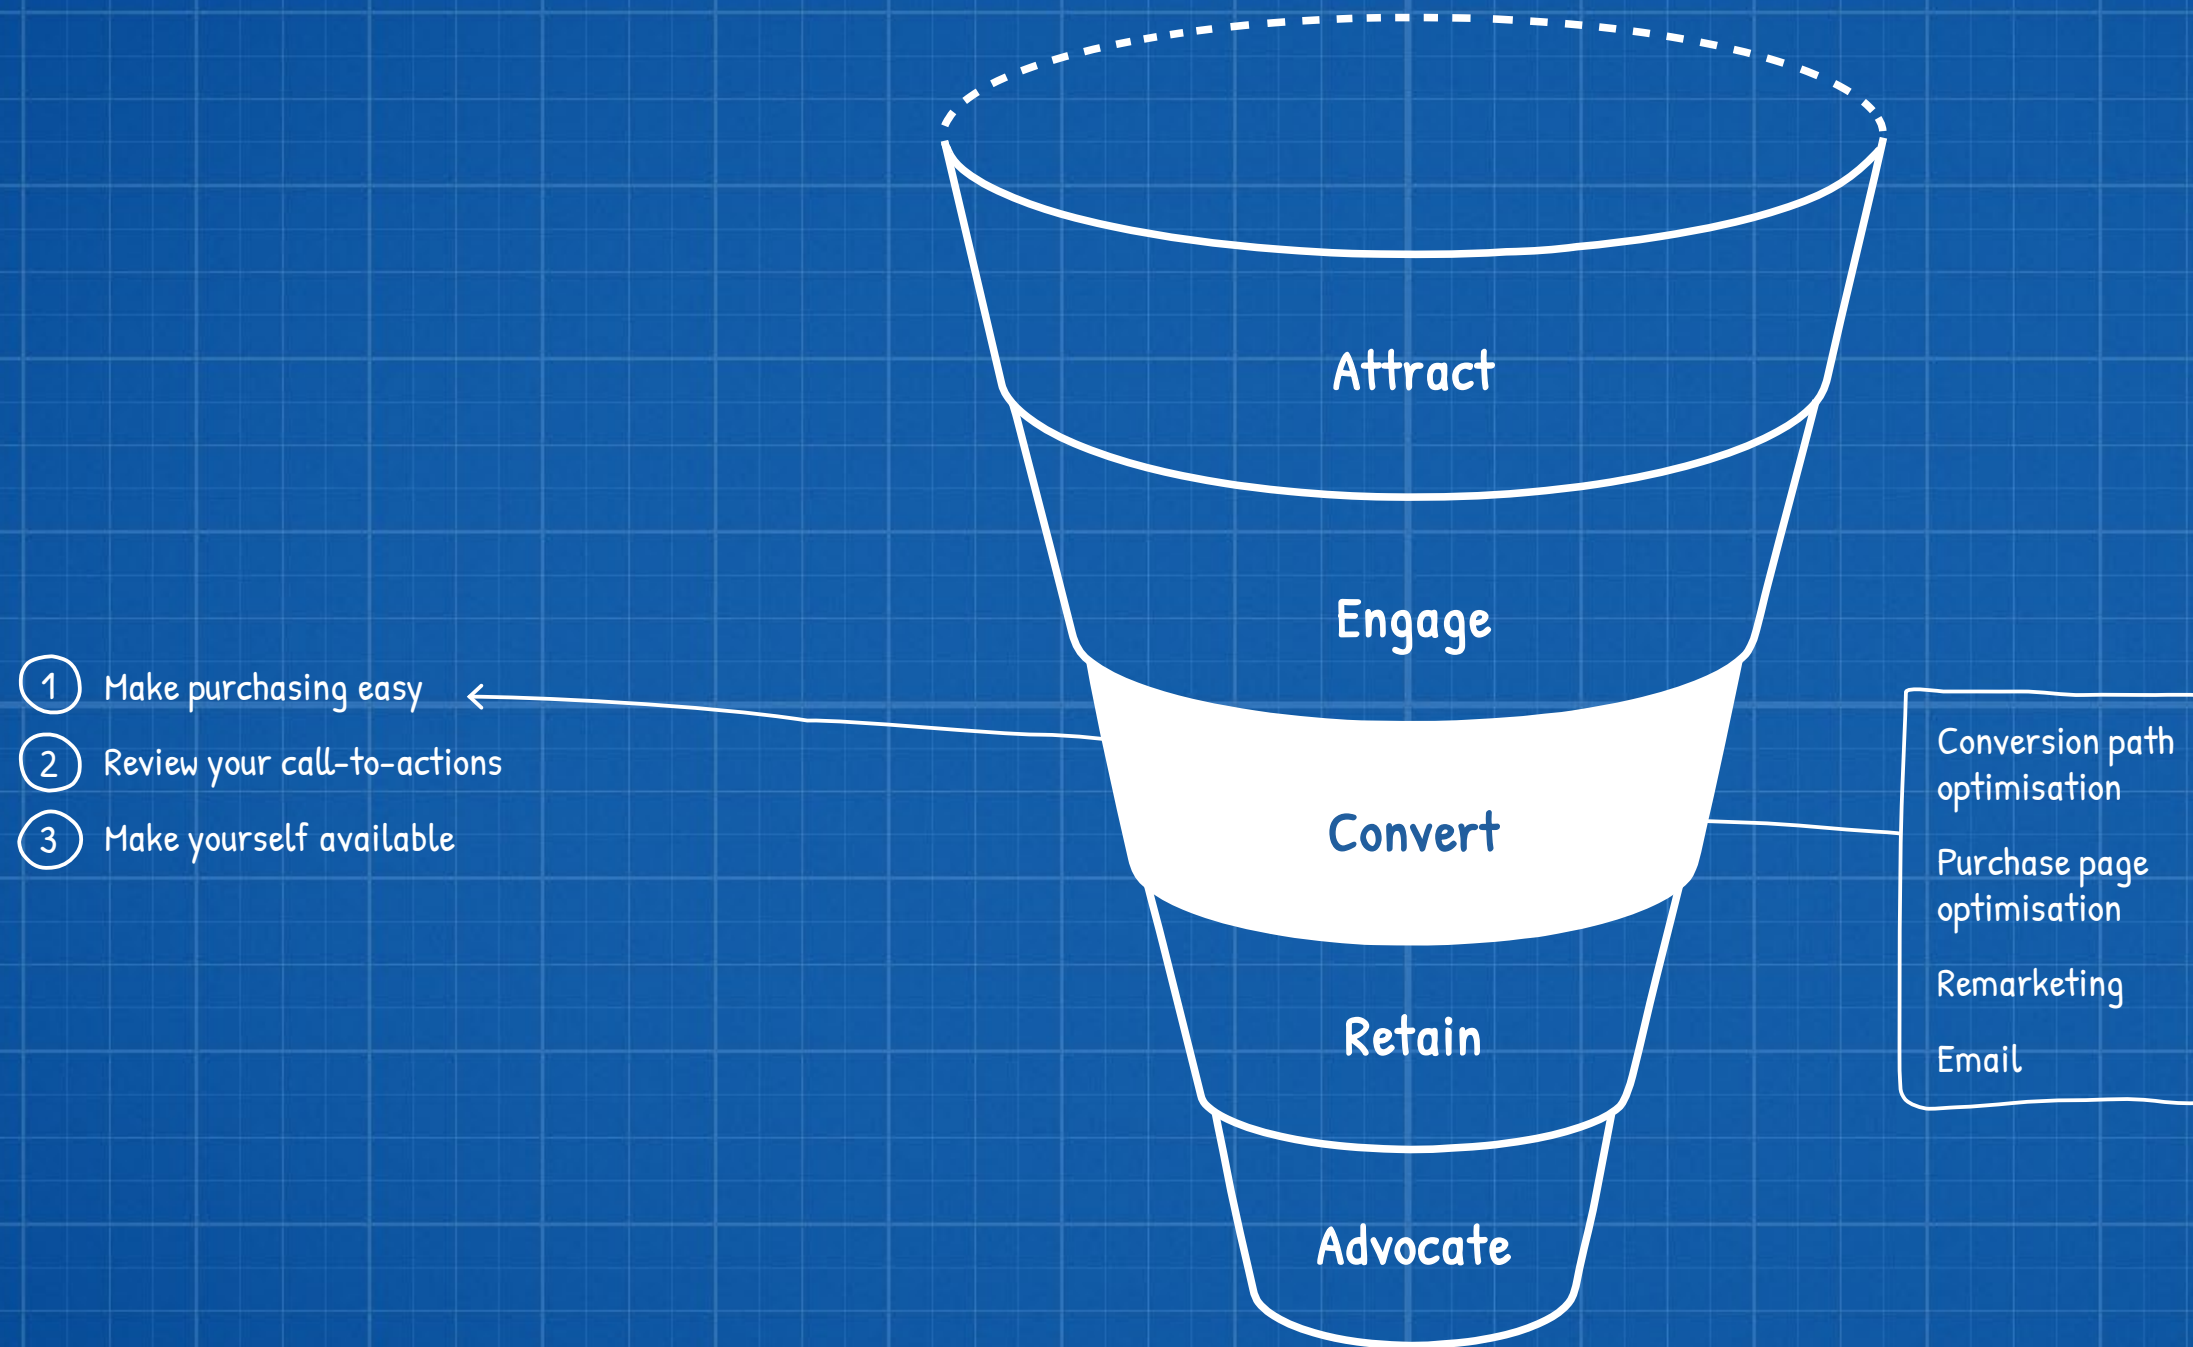 Attract
Engage
1 Make purchasing easy
2 Review your call-to-actions
3 Make yourself available
Convert
Conversion path
optimisation
Purchase page
optimisation
Remarketing
Email
Retain
Advocate